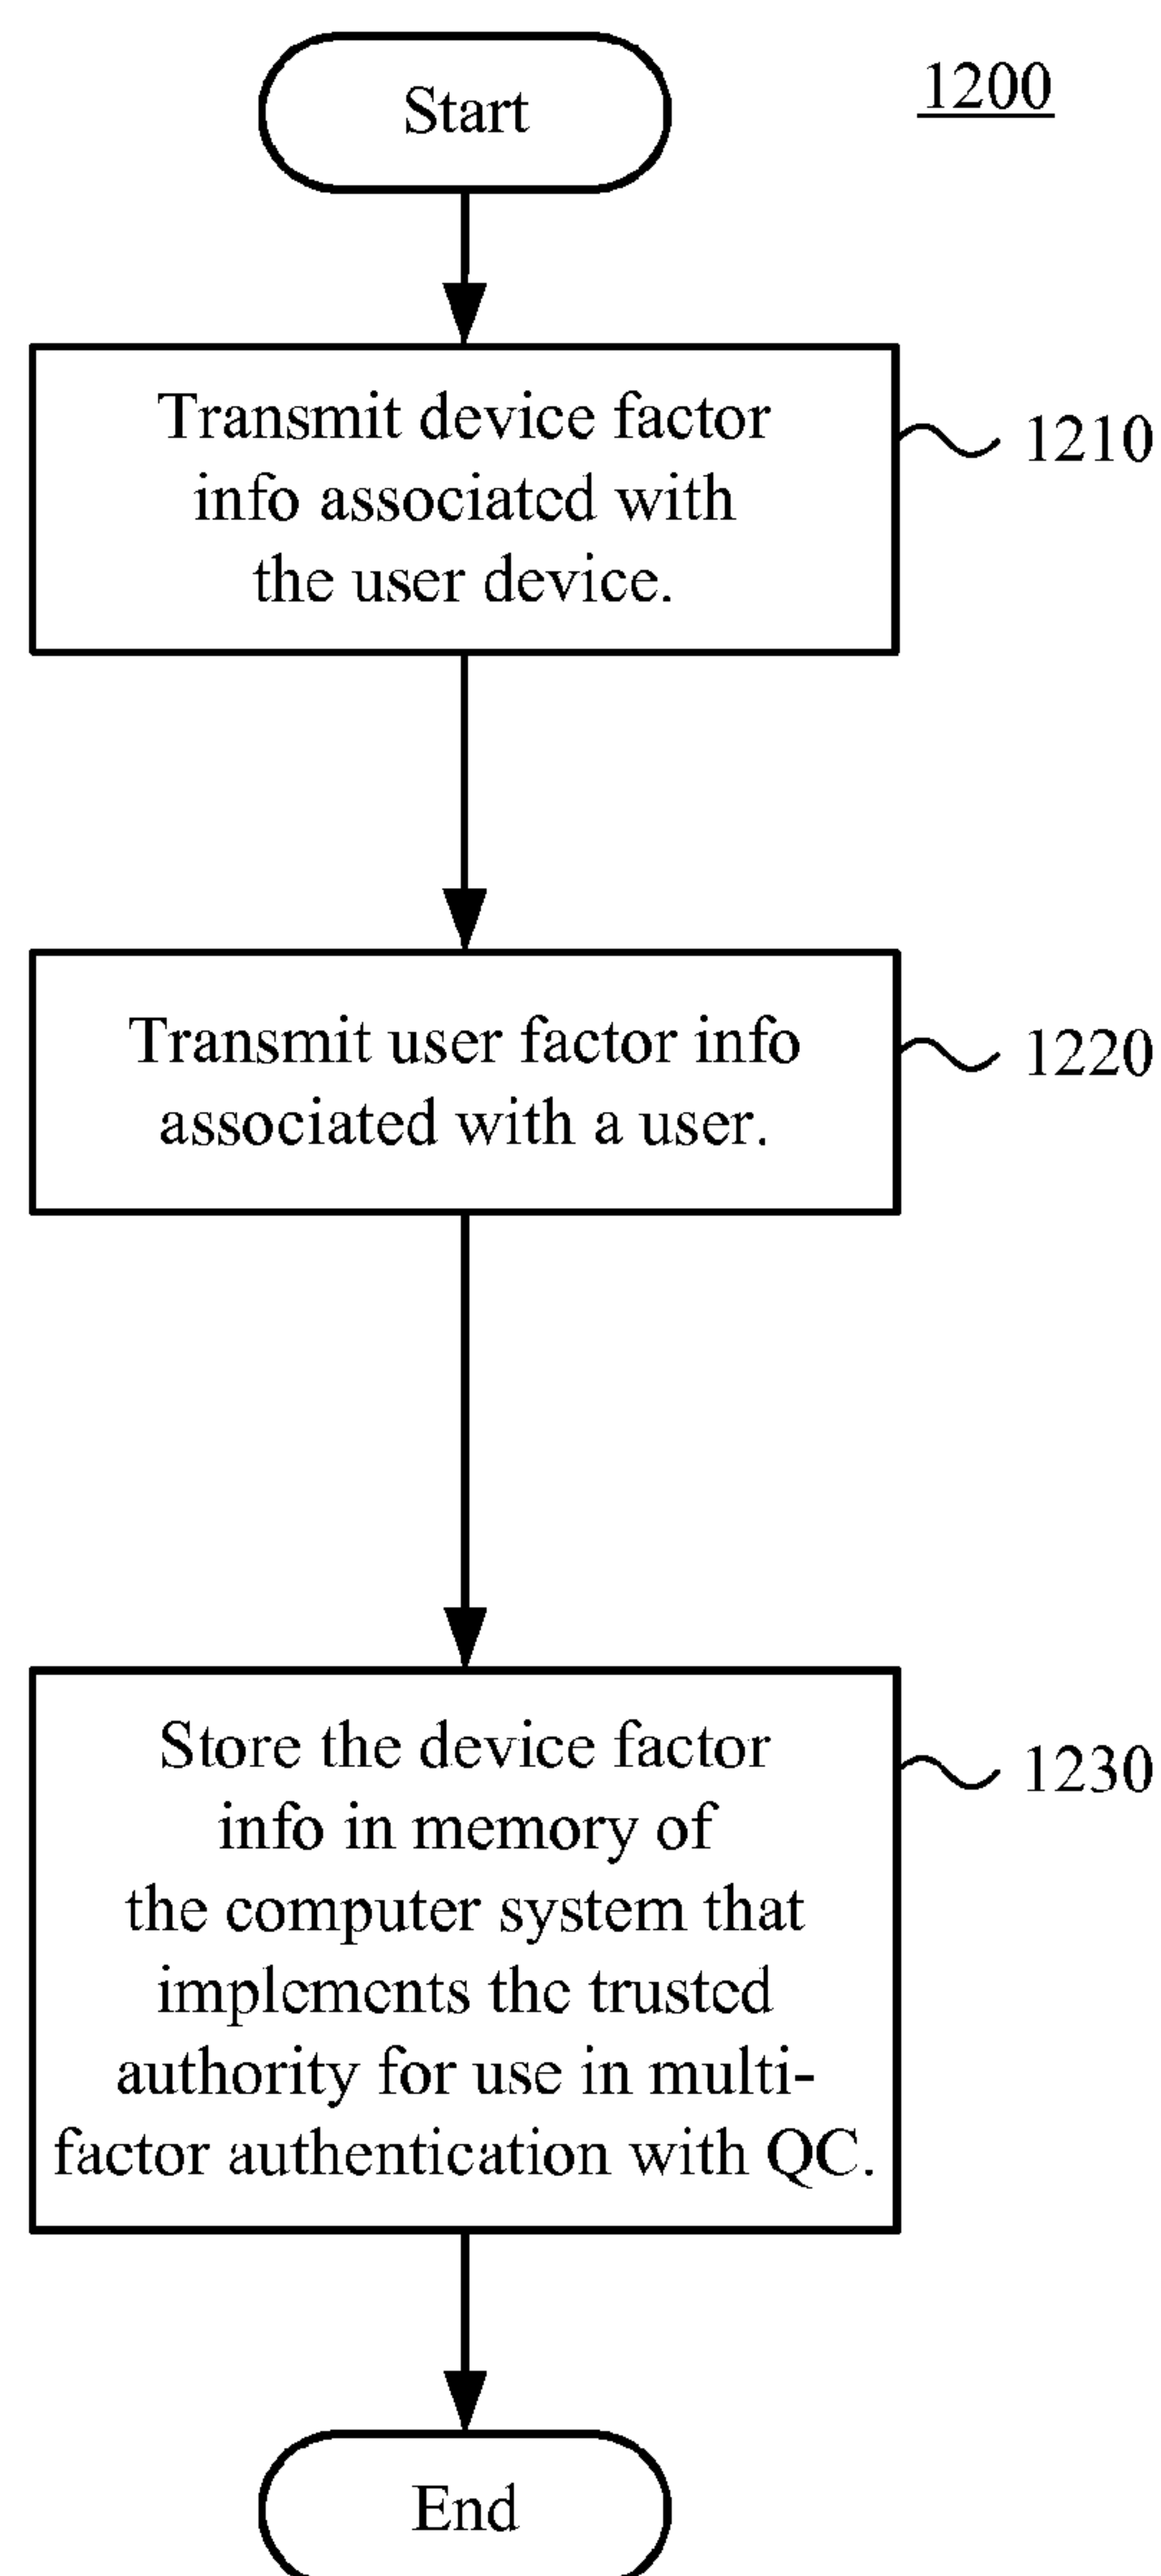 Start
1200
Transmit device factor
info associated with
the user device.
1210
Transmit user factor info
associated with a user.
1220
Store the device factor
info in memory of
the computer system that
implements the trusted
authority for use in multi-
factor authentication with QC.
1230
End